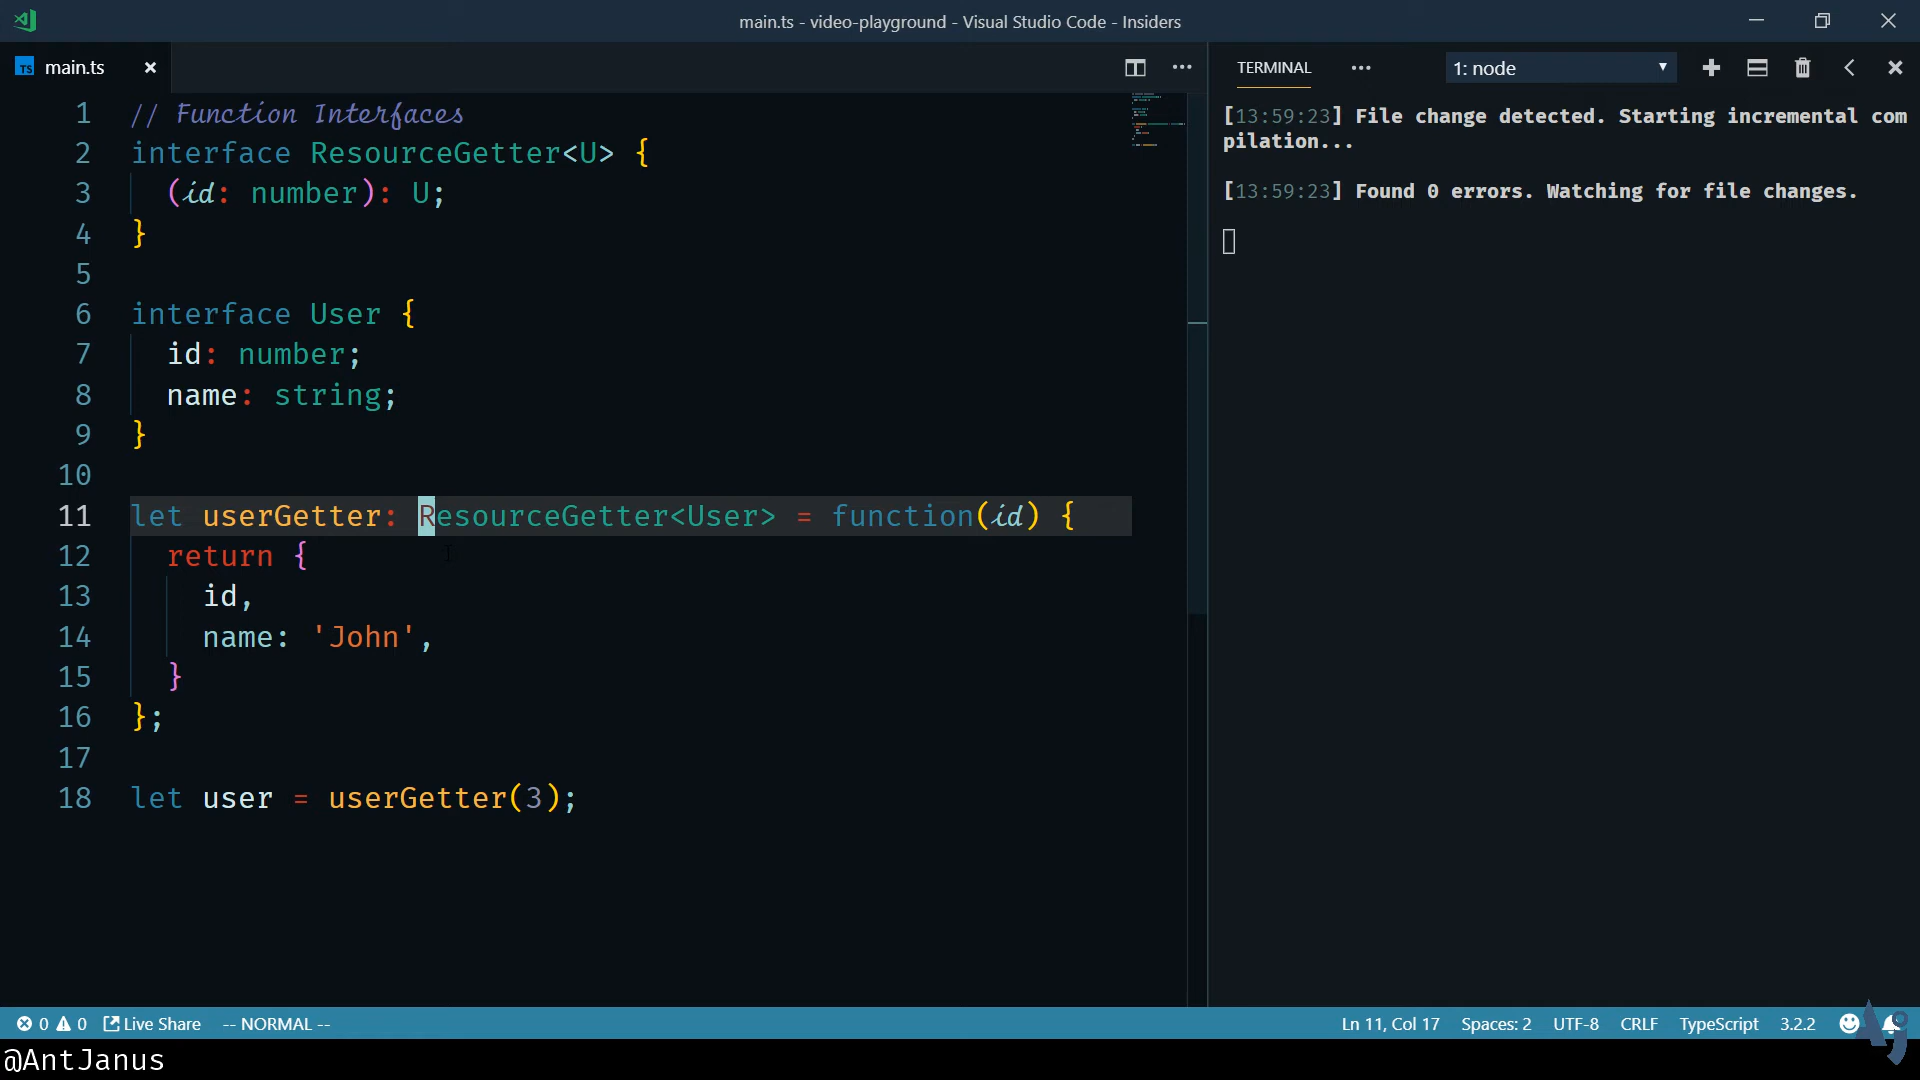 main.ts - video-playground - Visual Studio Code - Insiders
TS main.ts
TERMINAL
1: node
1 // Function Interfaces
2 interface ResourceGetter<U> {
3 (id: number): U;
4 }
5
6 interface User {
7 id: number;
8 name: string;
9 }
10
11 let userGetter: ResourceGetter<User> = function(id) {
12 return {
13 id,
14 name: 'John',
15 }
16 };
17
18 let user = userGetter(3);
[13:59:23] File change detected. Starting incremental com
pilation...
[13:59:23] Found 0 errors. Watching for file changes.
0 0 Live Share -- NORMAL -- Ln 11, Col 17 Spaces: 2 UTF-8 CRLF TypeScript 3.2.2
@AntJanus
AJ